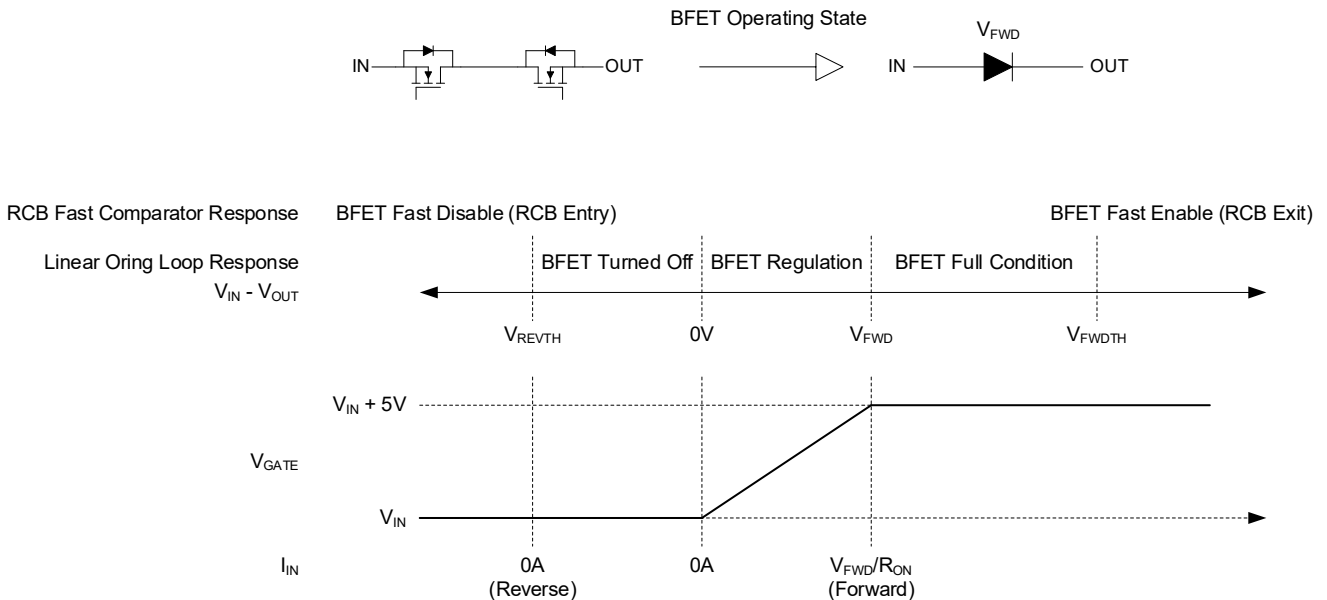 BFET Operating State
V_FWD
IN
OUT
IN
OUT
RCB Fast Comparator Response
BFET Fast Disable (RCB Entry)
BFET Fast Enable (RCB Exit)
Linear Oring Loop Response
BFET Turned Off
BFET Regulation
BFET Full Condition
V_IN - V_OUT
V_REVTH
0V
V_FWD
V_FWDTH
V_IN + 5V
V_GATE
V_IN
I_IN
0A
(Reverse)
0A
V_FWD/R_ON
(Forward)